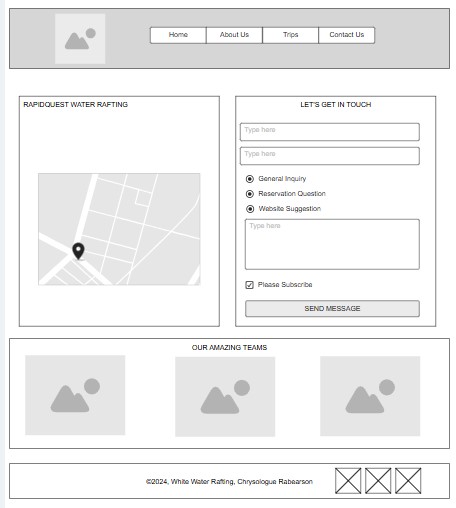 Home
About Us
Trips
Contact Us
RAPIDQUEST WATER RAFTING
LET'S GET IN TOUCH
Type here
Type here
General Inquiry
Reservation Question
Website Suggestion
Type here
Please Subscribe
SEND MESSAGE
OUR AMAZING TEAMS
©2024, White Water Rafting, Chrysologue Rabearson